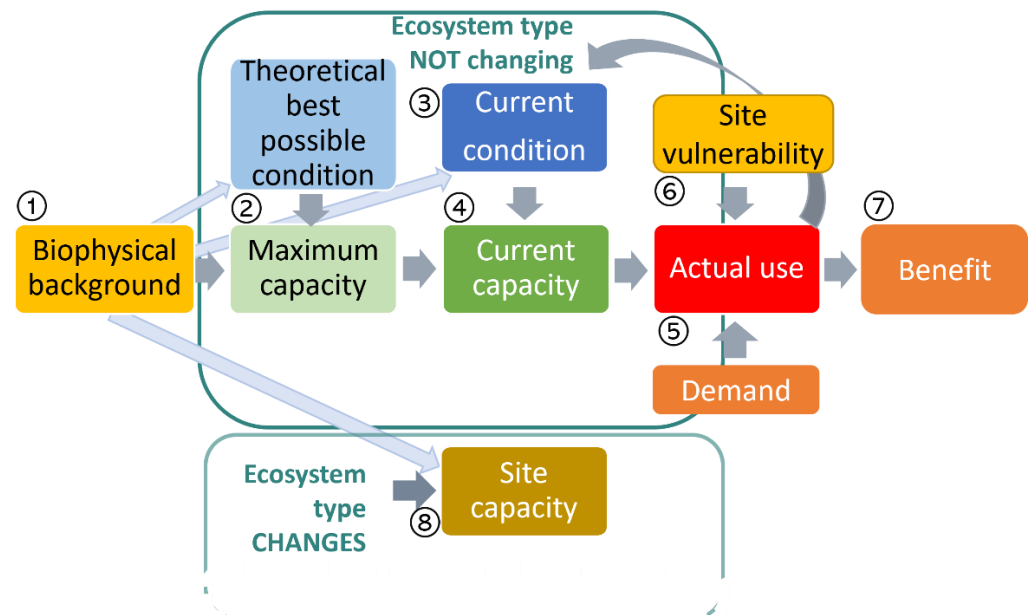 Ecosystem type
NOT changing
Theoretical
best
possible
condition
③
Current
condition
Site
vulnerability
①
②
④
⑥
⑦
Biophysical
background
Maximum
capacity
Current
capacity
Actual use
Benefit
⑤
Demand
Ecosystem
type
CHANGES
⑧
Site
capacity